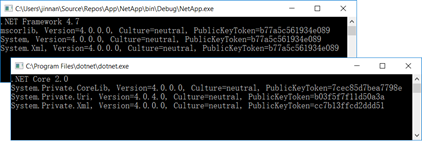 C:\Users\jinnan\Source\Repos\App\NetApp\bin\Debug\NetApp.exe
.NET Framework 4.7
mscorlib, Version=4.0.0.0, Culture=neutral, PublicKeyToken=b77a5c561934e089
System, Version=4.0.0.0, Culture=neutral, PublicKeyToken=b77a5c561934e089
System.Xml, Version=4.0.0.0, Culture=neutral, PublicKeyToken=b77a5c561934e089
C:\Program Files\dotnet\dotnet.exe
.NET Core 2.0
System.Private.CoreLib, Version=4.0.0.0, Culture=neutral, PublicKeyToken=7cec85d7bea7798e
System.Private.Uri, Version=4.0.4.0, Culture=neutral, PublicKeyToken=b03f5f7f11d50a3a
System.Private.Xml, Version=4.0.0.0, Culture=neutral, PublicKeyToken=cc7b13ffcd2ddd51